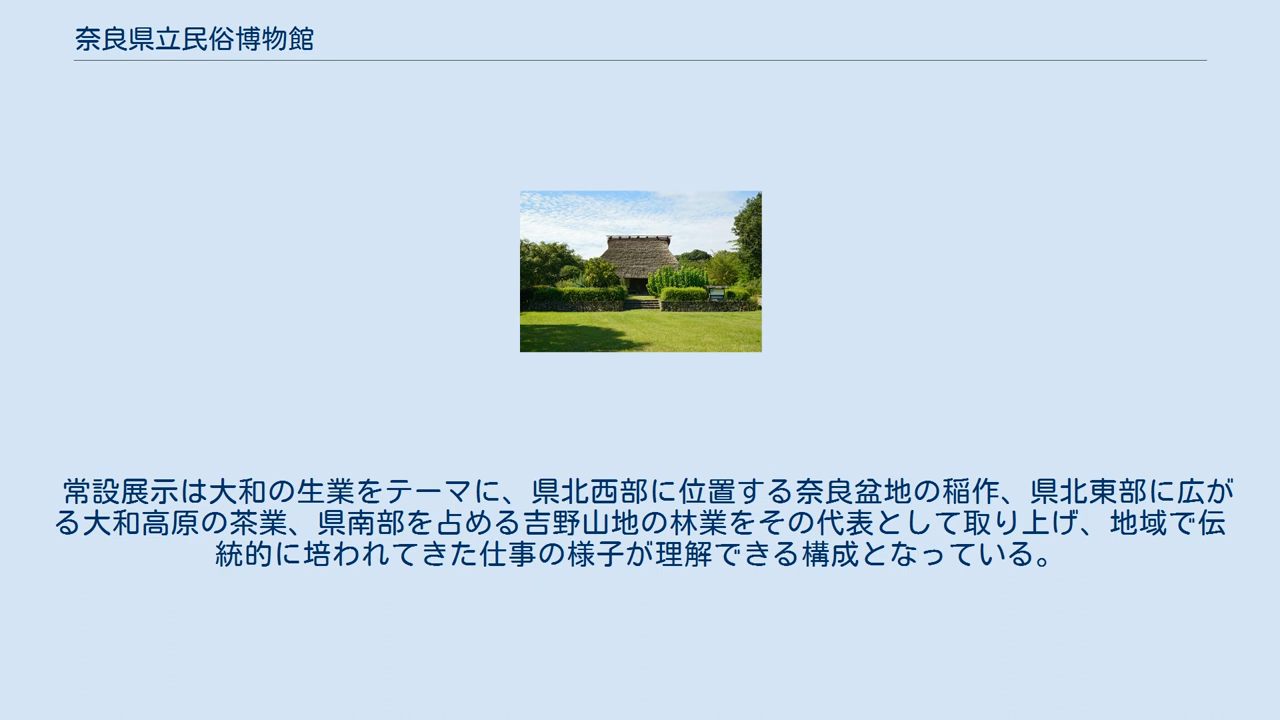 奈良県立民俗博物館
常設展示は大和の生業をテーマに、県北西部に位置する奈良盆地の稲作、県北東部に広が
る大和高原の茶業、県南部を占める吉野山地の林業をその代表として取り上げ、地域で伝
統的に培われてきた仕事の様子が理解できる構成となっている。